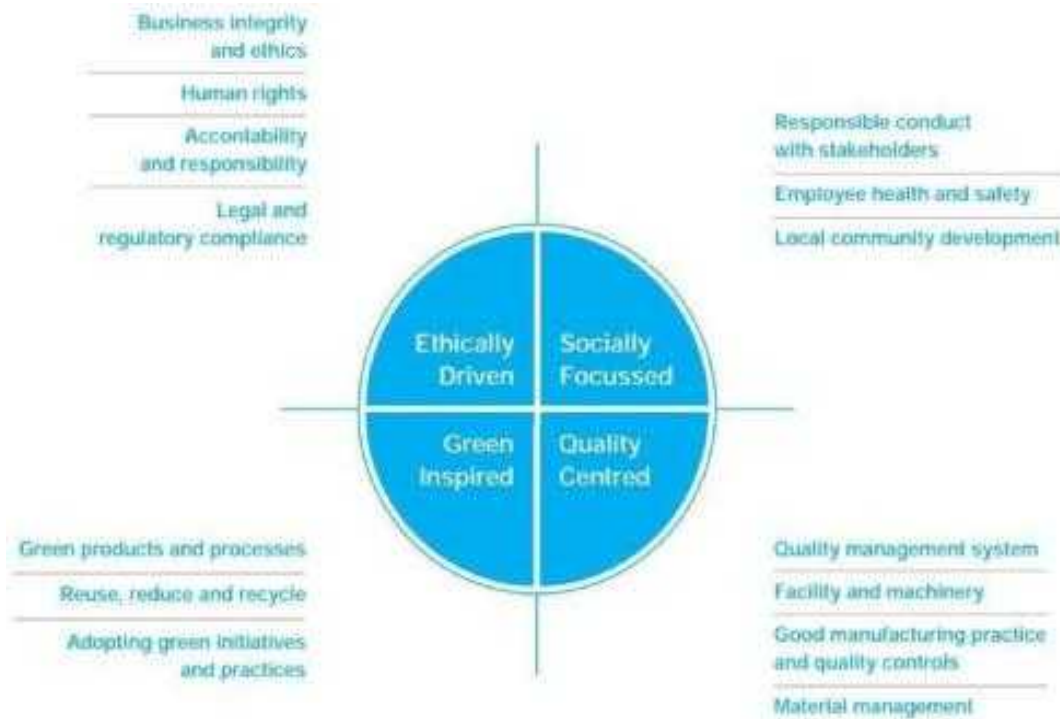 Business integrity
and ethics
Human rights
Accontability
and responsibility
Legal and
regulatory compliance
Responsible conduct
with stakeholders
Employee health and safety
Local community development
Ethically
Driven
Socially
Focussed
Green
Inspired
Quality
Centred
Green products and processes
Reuse, reduce and recycle
Adopting green initiatives
and practices
Quality management system
Facility and machinery
Good manufacturing practice
and quality controls
Material management